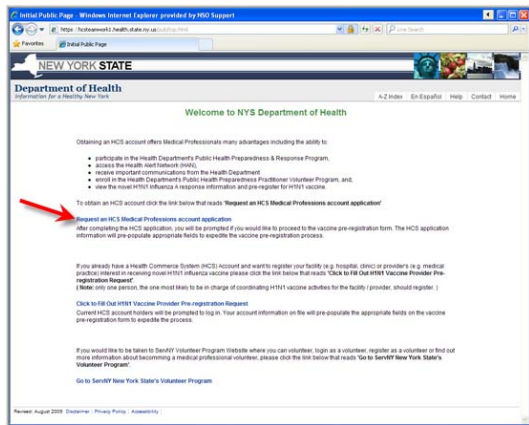 Initial Public Page - Windows Internet Explorer provided by NSO Support
Live Search
Favorites
Initial Public Page
NEW YORK STATE
Department of Health
Information for a Healthy New York
A-Z Index | En Español | Help | Contact | Home
Welcome to NYS Department of Health
Obtaining an HCS account offers Medical Professionals many advantages including the ability to:
participate in the Health Department's Public Health Preparedness & Response Program,
access the Health Alert Network (HAN),
receive important communications from the Health Department
enroll in the Health Department's Public Health Preparedness Practitioner Volunteer Program, and,
view the novel H1N1 Influenza A response information and pre-register for H1N1 vaccine.
To obtain an HCS account click the link below that reads 'Request an HCS Medical Professions account application'
Request an HCS Medical Professions account application
After completing the HCS application, you will be prompted if you would like to proceed to the vaccine pre-registration form. The HCS application
information will pre-populate appropriate fields to expedite the vaccine pre-registration process.
If you already have a Health Commerce System (HCS) Account and want to register your facility (e.g. hospital, clinic) or provider's (e.g. medical
practice) interest in receiving novel H1N1 influenza vaccine please click the link below that reads 'Click to Fill Out H1N1 Vaccine Provider Pre-
registration Request'.
( Note: only one person, the one most likely to be in charge of coordinating H1N1 vaccine activities for the facility / provider, should register. )
Click to Fill Out H1N1 Vaccine Provider Pre-registration Request
Current HCS account holders will be prompted to log in. Your account information on file will pre-populate the appropriate fields on the vaccine
pre-registration form to expedite the process.
If you would like to be taken to ServNY Volunteer Program Website where you can volunteer, login as a volunteer, register as a volunteer or find out
more information about becomming a medical professional volunteer, please click the link below that reads 'Go to ServNY New York State's
Volunteer Program'.
Go to ServNY New York State's Volunteer Program
Revised: August 2009 Disclaimer | Privacy Policy | Accessibility |